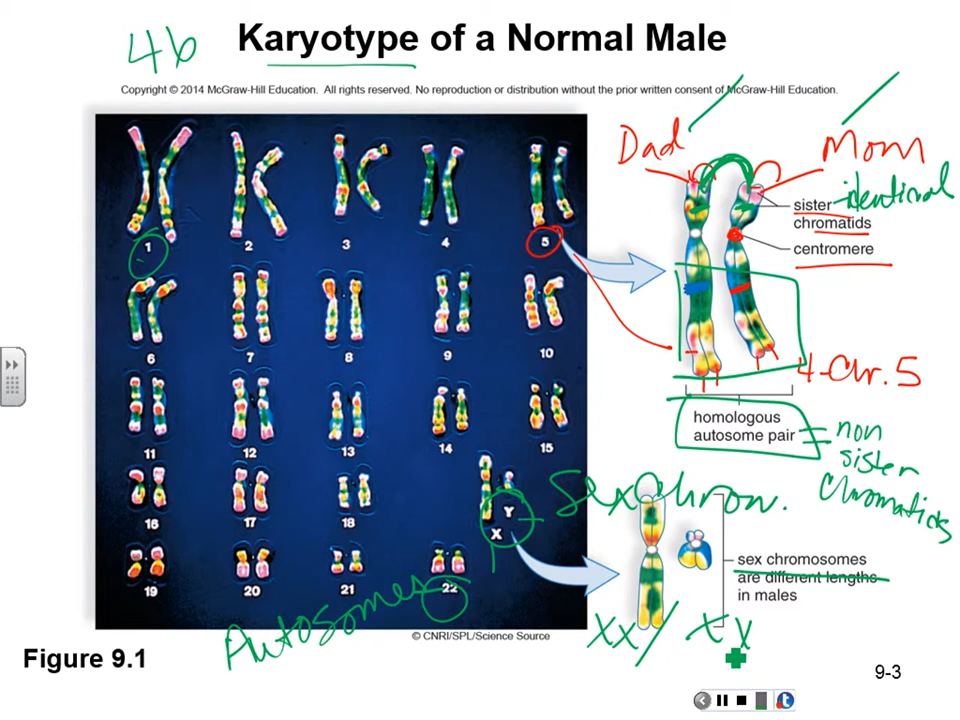 46
Karyotype of a Normal Male
Copyright © 2014 McGraw-Hill Education. All rights reserved. No reproduction or distribution without the prior written consent of McGraw-Hill Education.
Dad
Mom
identical
sister
chromatids
centromere
1
2
3
4
5
6
7
8
9
10
4 Chr. 5
homologous
autosome pair
non
sister
Chromatids
11
12
13
14
15
Sex Chrom.
16
17
18
Y
X
sex chromosomes
are different lengths
in males
19
20
21
22
Autosomes
XX
XY
© CNRI/SPL/Science Source
Figure 9.1
9-3